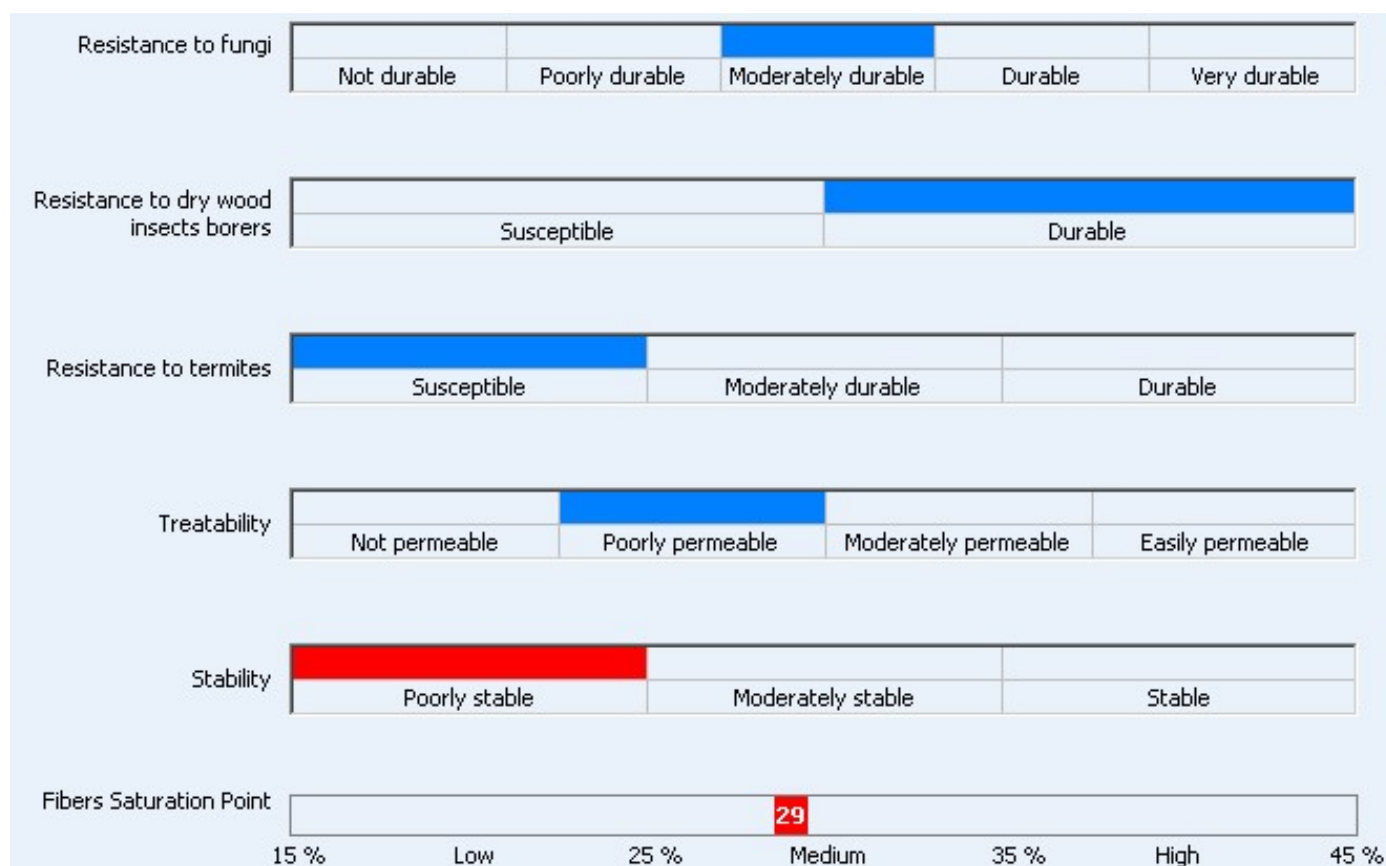 Resistance to fungi
Not durable Poorly durable Moderately durable Durable Very durable
Resistance to dry wood
insects borers
Susceptible Durable
Resistance to termites
Susceptible Moderately durable Durable
Treatability
Not permeable Poorly permeable Moderately permeable Easily permeable
Stability
Poorly stable Moderately stable Stable
Fibers Saturation Point
29
15 % Low 25 % Medium 35 % High 45 %